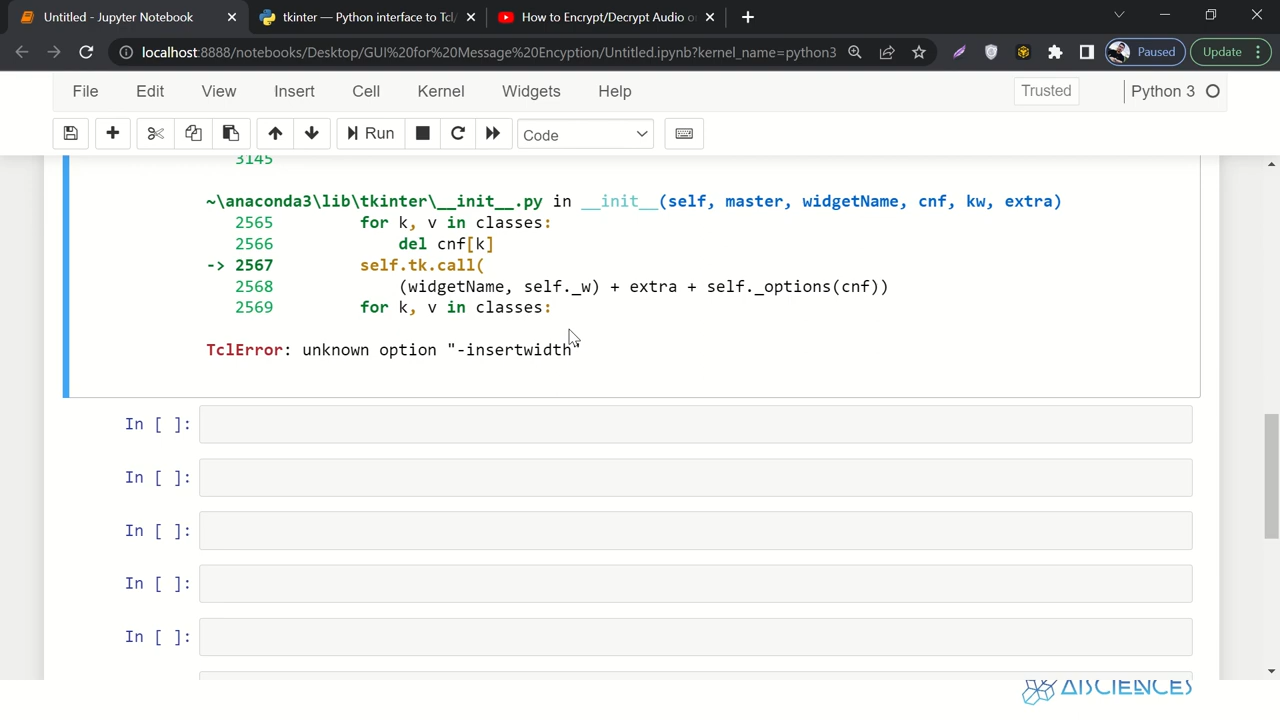 Untitled - Jupyter Notebook
tkinter — Python interface to Tcl/
How to Encrypt/Decrypt Audio o
localhost:8888/notebooks/Desktop/GUI%20for%20Message%20Encyption/Untitled.ipynb?kernel_name=python3
Paused
Update
File Edit View Insert Cell Kernel Widgets Help
Trusted
Python 3
Run
Code
3145
~\anaconda3\lib\tkinter\__init__.py in __init__(self, master, widgetName, cnf, kw, extra)
2565 for k, v in classes:
2566 del cnf[k]
-> 2567 self.tk.call(
2568 (widgetName, self._w) + extra + self._options(cnf))
2569 for k, v in classes:
TclError: unknown option "-insertwidth"
In [ ]:
In [ ]:
In [ ]:
In [ ]:
In [ ]:
AISCIENCES